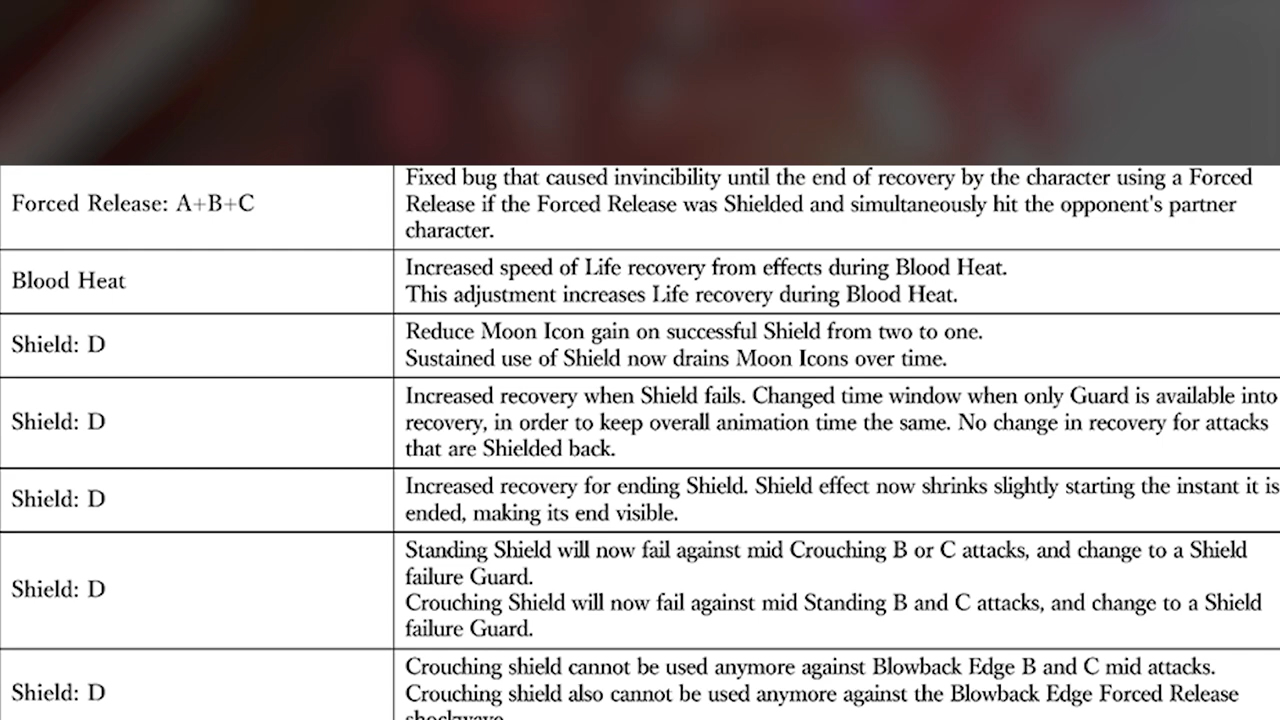 Fixed bug that caused invincibility until the end of recovery by the character using a Forced
Forced Release: A+B+C
Release if the Forced Release was Shielded and simultaneously hit the opponent's partner
character.
Blood Heat
Increased speed of Life recovery from effects during Blood Heat.
This adjustment increases Life recovery during Blood Heat.
Shield: D
Reduce Moon Icon gain on successful Shield from two to one.
Sustained use of Shield now drains Moon Icons over time.
Shield: D
Increased recovery when Shield fails. Changed time window when only Guard is available into
recovery, in order to keep overall animation time the same. No change in recovery for attacks
that are Shielded back.
Shield: D
Increased recovery for ending Shield. Shield effect now shrinks slightly starting the instant it is
ended, making its end visible.
Shield: D
Standing Shield will now fail against mid Crouching B or C attacks, and change to a Shield
failure Guard.
Crouching Shield will now fail against mid Standing B and C attacks, and change to a Shield
failure Guard.
Shield: D
Crouching shield cannot be used anymore against Blowback Edge B and C mid attacks.
Crouching shield also cannot be used anymore against the Blowback Edge Forced Release
shockwave